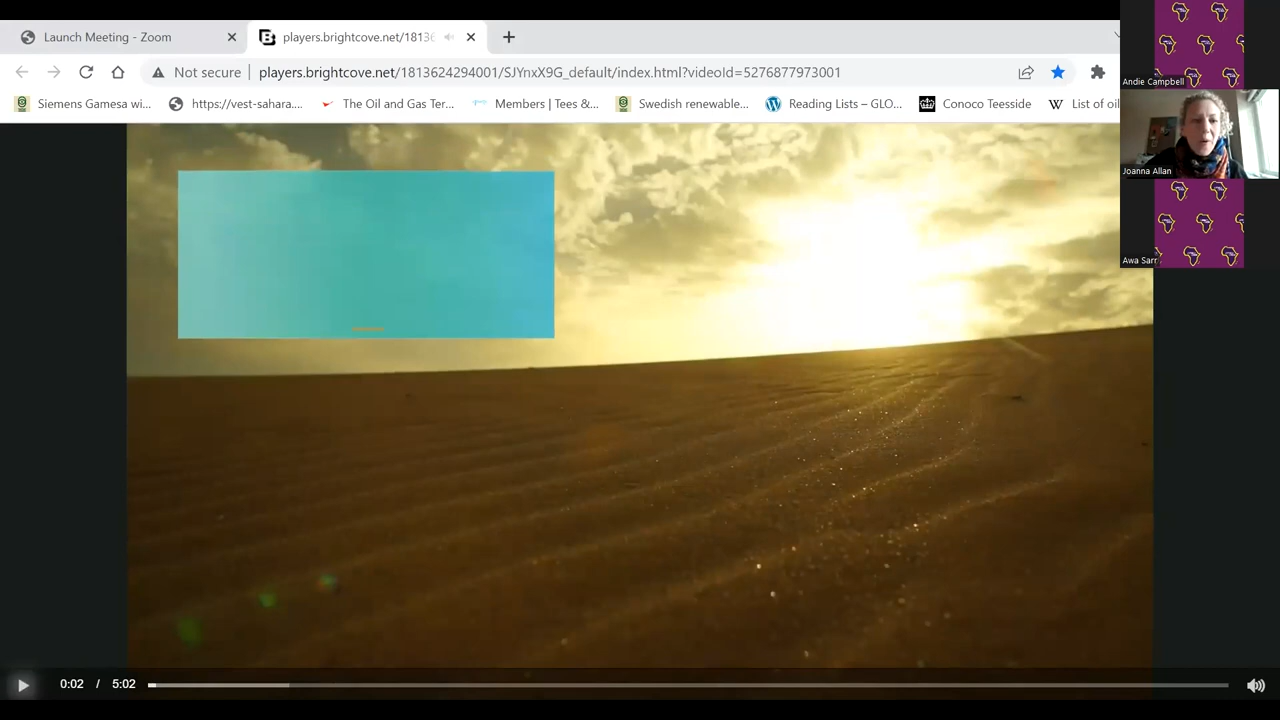 Launch Meeting - Zoom
players.brightcove.net/1813
Not secure
players.brightcove.net/1813624294001/SJYnxX9G_default/index.html?videoId=5276877973001
Siemens Gamesa wi...
https://vest-sahara....
The Oil and Gas Ter...
Members | Tees &...
Swedish renewable...
Reading Lists – GLO...
Conoco Teesside
W List of oil
Andie Campbell
Joanna Allan
Awa Sarr
0:02 / 5:02